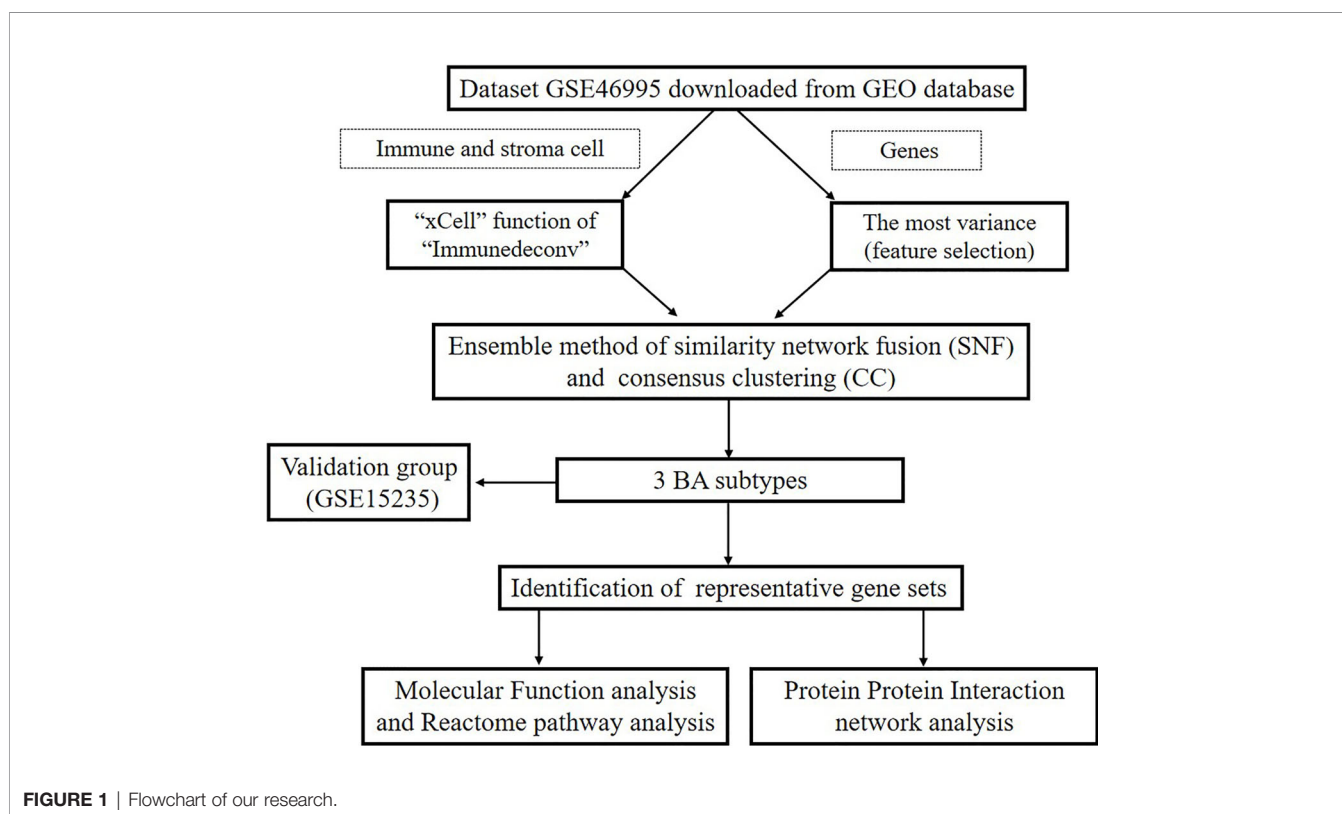 Dataset GSE46995 downloaded from GEO database
Immune and stroma cell
Genes
“xCell” function of
“Immunedeconv”
The most variance
(feature selection)
Ensemble method of similarity network fusion (SNF)
and consensus clustering (CC)
Validation group
(GSE15235)
3 BA subtypes
Identification of representative gene sets
Molecular Function analysis
and Reactome pathway analysis
Protein Protein Interaction
network analysis
FIGURE 1 | Flowchart of our research.